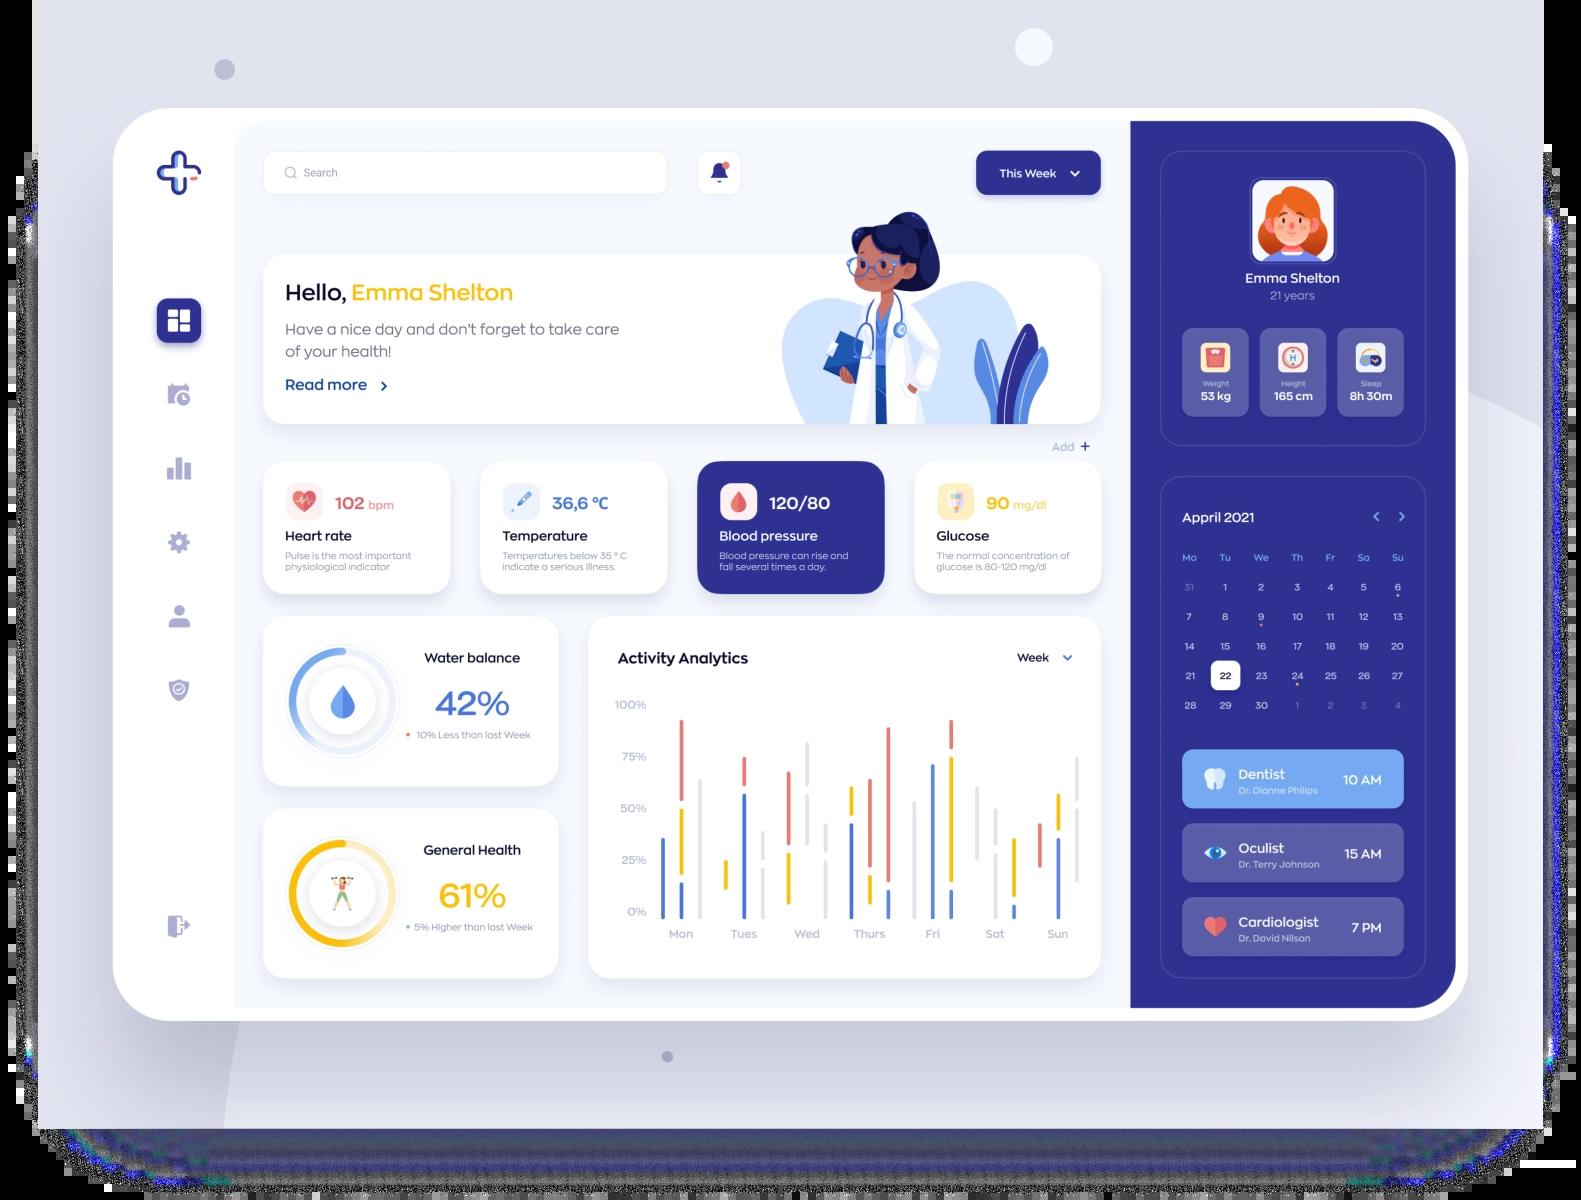 Search
This Week
Hello, Emma Shelton
Have a nice day and don't forget to take care
of your health!
Read more
Add +
102 bpm
Heart rate
Pulse is the most important
physiological indicator
36,6 °C
Temperature
Temperatures below 35 ° C
indicate a serious illness.
120/80
Blood pressure
Blood pressure can rise and
fall several times a day.
90 mg/dl
Glucose
The normal concentration of
glucose is 80-120 mg/dl
Water balance
42%
10% Less than last Week
General Health
61%
5% Higher than last Week
Activity Analytics
Week
100%
75%
50%
25%
0%
Mon Tues Wed Thurs Fri Sat Sun
Emma Shelton
21 years
Weight
53 kg
Height
165 cm
Sleep
8h 30m
H
Appril 2021
Mo Tu We Th Fr Sa Su
31 1 2 3 4 5 6
7 8 9 10 11 12 13
14 15 16 17 18 19 20
21 22 23 24 25 26 27
28 29 30 1 2 3 4
Dentist
Dr. Dianne Philips
10 AM
Oculist
Dr. Terry Johnson
15 AM
Cardiologist
Dr. David Nilson
7 PM